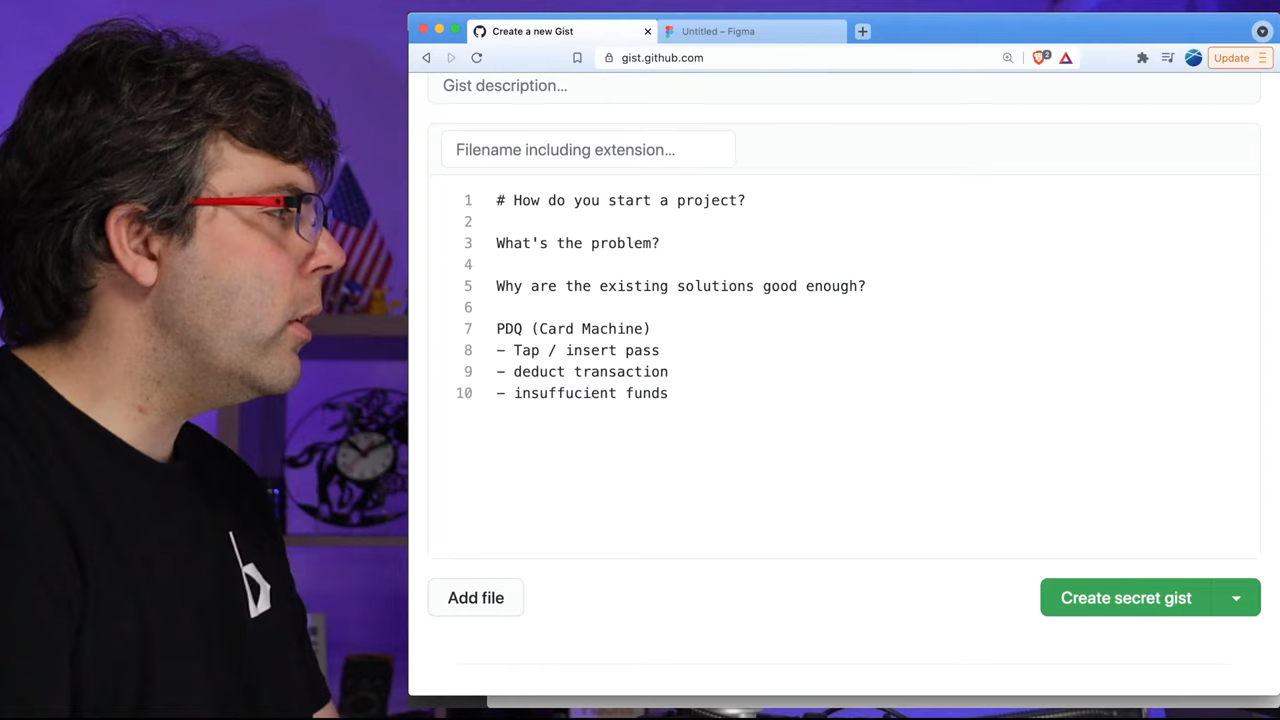 Create a new Gist
Untitled – Figma
gist.github.com
2
Update
Gist description...
Filename including extension...
1 # How do you start a project?
2
3 What's the problem?
4
5 Why are the existing solutions good enough?
6
7 PDQ (Card Machine)
8 - Tap / insert pass
9 - deduct transaction
10 - insuffucient funds
Add file
Create secret gist
b